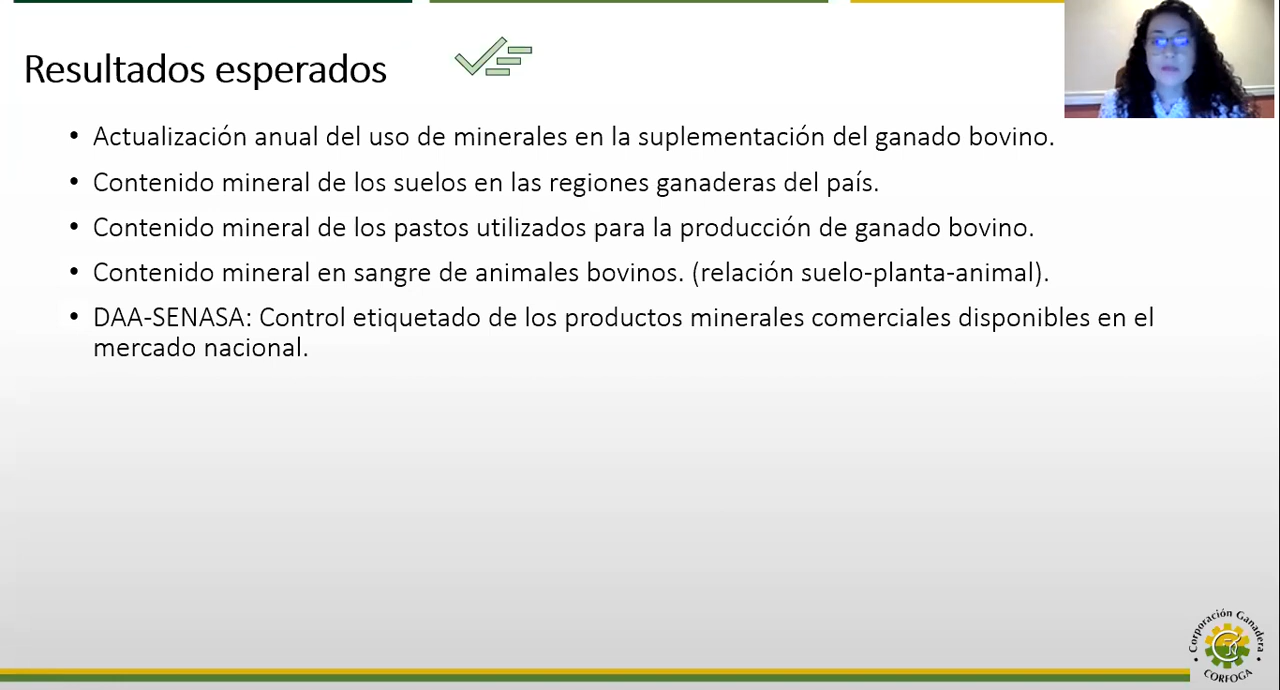 Resultados esperados
• Actualización anual del uso de minerales en la suplementación del ganado bovino.
• Contenido mineral de los suelos en las regiones ganaderas del país.
• Contenido mineral de los pastos utilizados para la producción de ganado bovino.
• Contenido mineral en sangre de animales bovinos. (relación suelo-planta-animal).
• DAA-SENASA: Control etiquetado de los productos minerales comerciales disponibles en el
mercado nacional.
Corporación Ganadera
CORFOGA